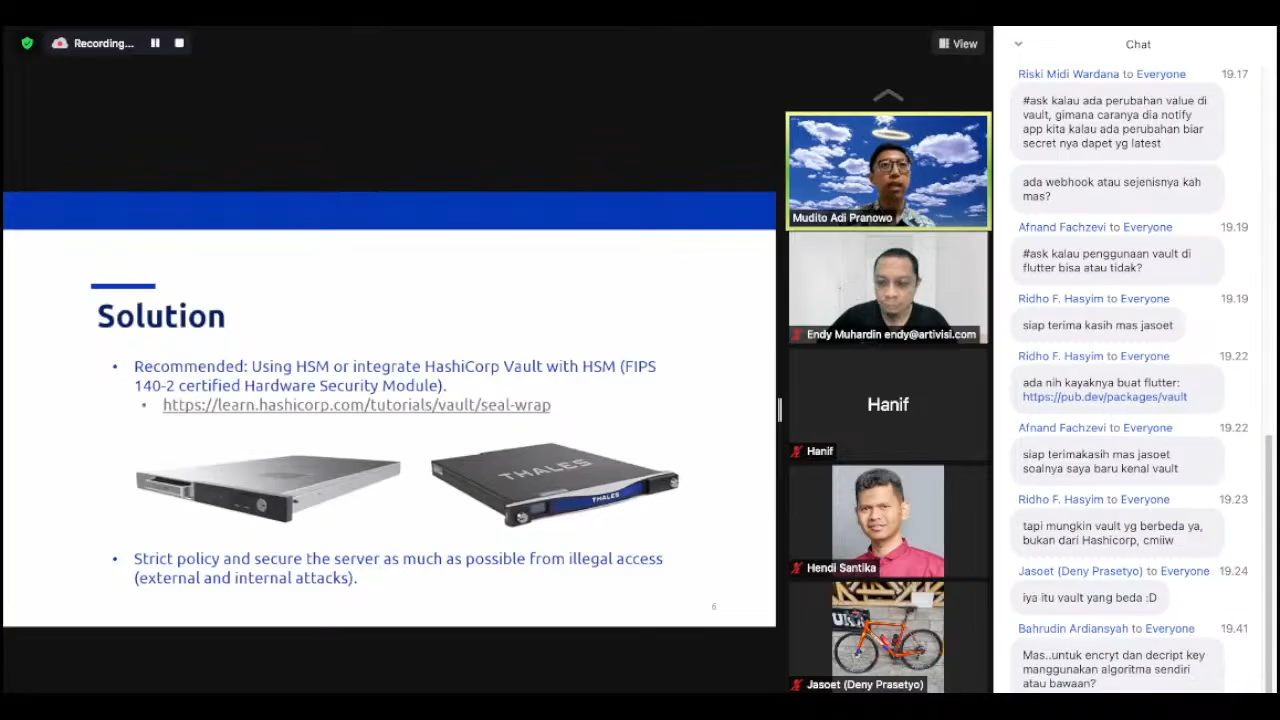 Recording...
View
Solution
• Recommended: Using HSM or integrate HashiCorp Vault with HSM (FIPS
140-2 certified Hardware Security Module).
• https://learn.hashicorp.com/tutorials/vault/seal-wrap
THALES
THALES
• Strict policy and secure the server as much as possible from illegal access
(external and internal attacks).
6
Mudito Adi Pranowo
Endy Muhardin endy@artivisi.com
Hanif
Hanif
Hendi Santika
Jasoet (Deny Prasetyo)
Chat
Riski Midi Wardana to Everyone 19.17
#ask kalau ada perubahan value di
vault, gimana caranya dia notify
app kita kalau ada perubahan biar
secret nya dapet yg latest
ada webhook atau sejenisnya kah
mas?
Afnand Fachzevi to Everyone 19.19
#ask kalau penggunaan vault di
flutter bisa atau tidak?
Ridho F. Hasyim to Everyone 19.19
siap terima kasih mas jasoet
Ridho F. Hasyim to Everyone 19.22
ada nih kayaknya buat flutter:
https://pub.dev/packages/vault
Afnand Fachzevi to Everyone 19.22
siap terimakasih mas jasoet
soalnya saya baru kenal vault
Ridho F. Hasyim to Everyone 19.23
tapi mungkin vault yg berbeda ya,
bukan dari Hashicorp, cmiiw
Jasoet (Deny Prasetyo) to Everyone 19.24
iya itu vault yang beda :D
Bahrudin Ardiansyah to Everyone 19.41
Mas..untuk encryt dan decript key
manggunakan algoritma sendiri
atau bawaan?